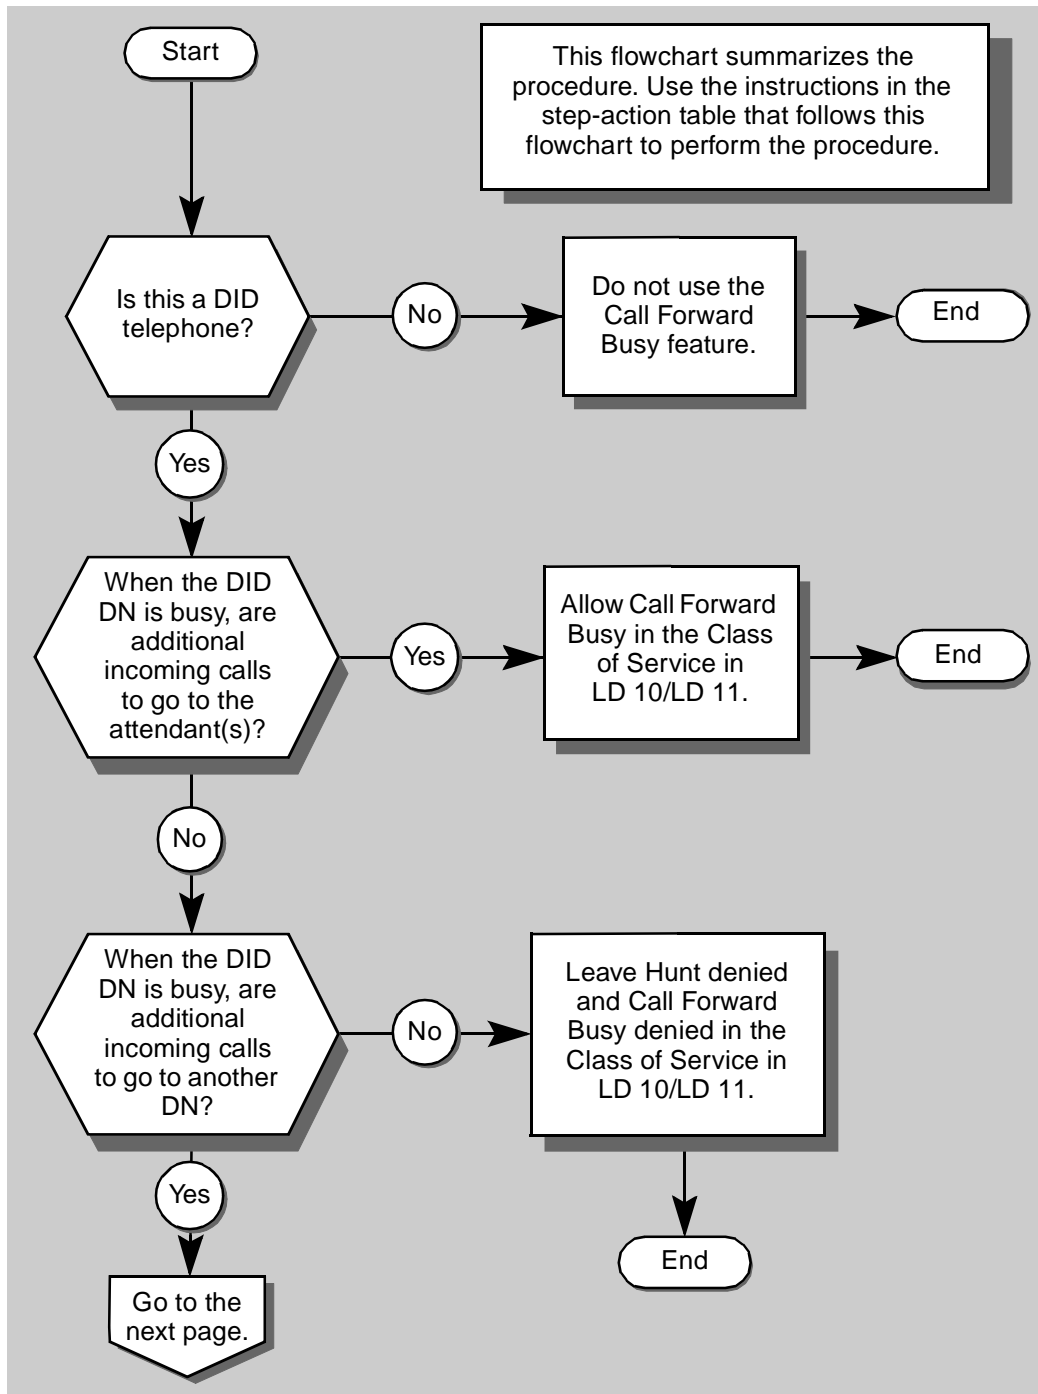 Start
This flowchart summarizes the
procedure. Use the instructions in the
step-action table that follows this
flowchart to perform the procedure.
Is this a DID
telephone?
No
Do not use the
Call Forward
Busy feature.
End
Yes
When the DID
DN is busy, are
additional
incoming calls
to go to the
attendant(s)?
Yes
Allow Call Forward
Busy in the Class
of Service in
LD 10/LD 11.
End
No
When the DID
DN is busy, are
additional
incoming calls
to go to another
DN?
No
Leave Hunt denied
and Call Forward
Busy denied in the
Class of Service in
LD 10/LD 11.
Yes
End
Go to the
next page.